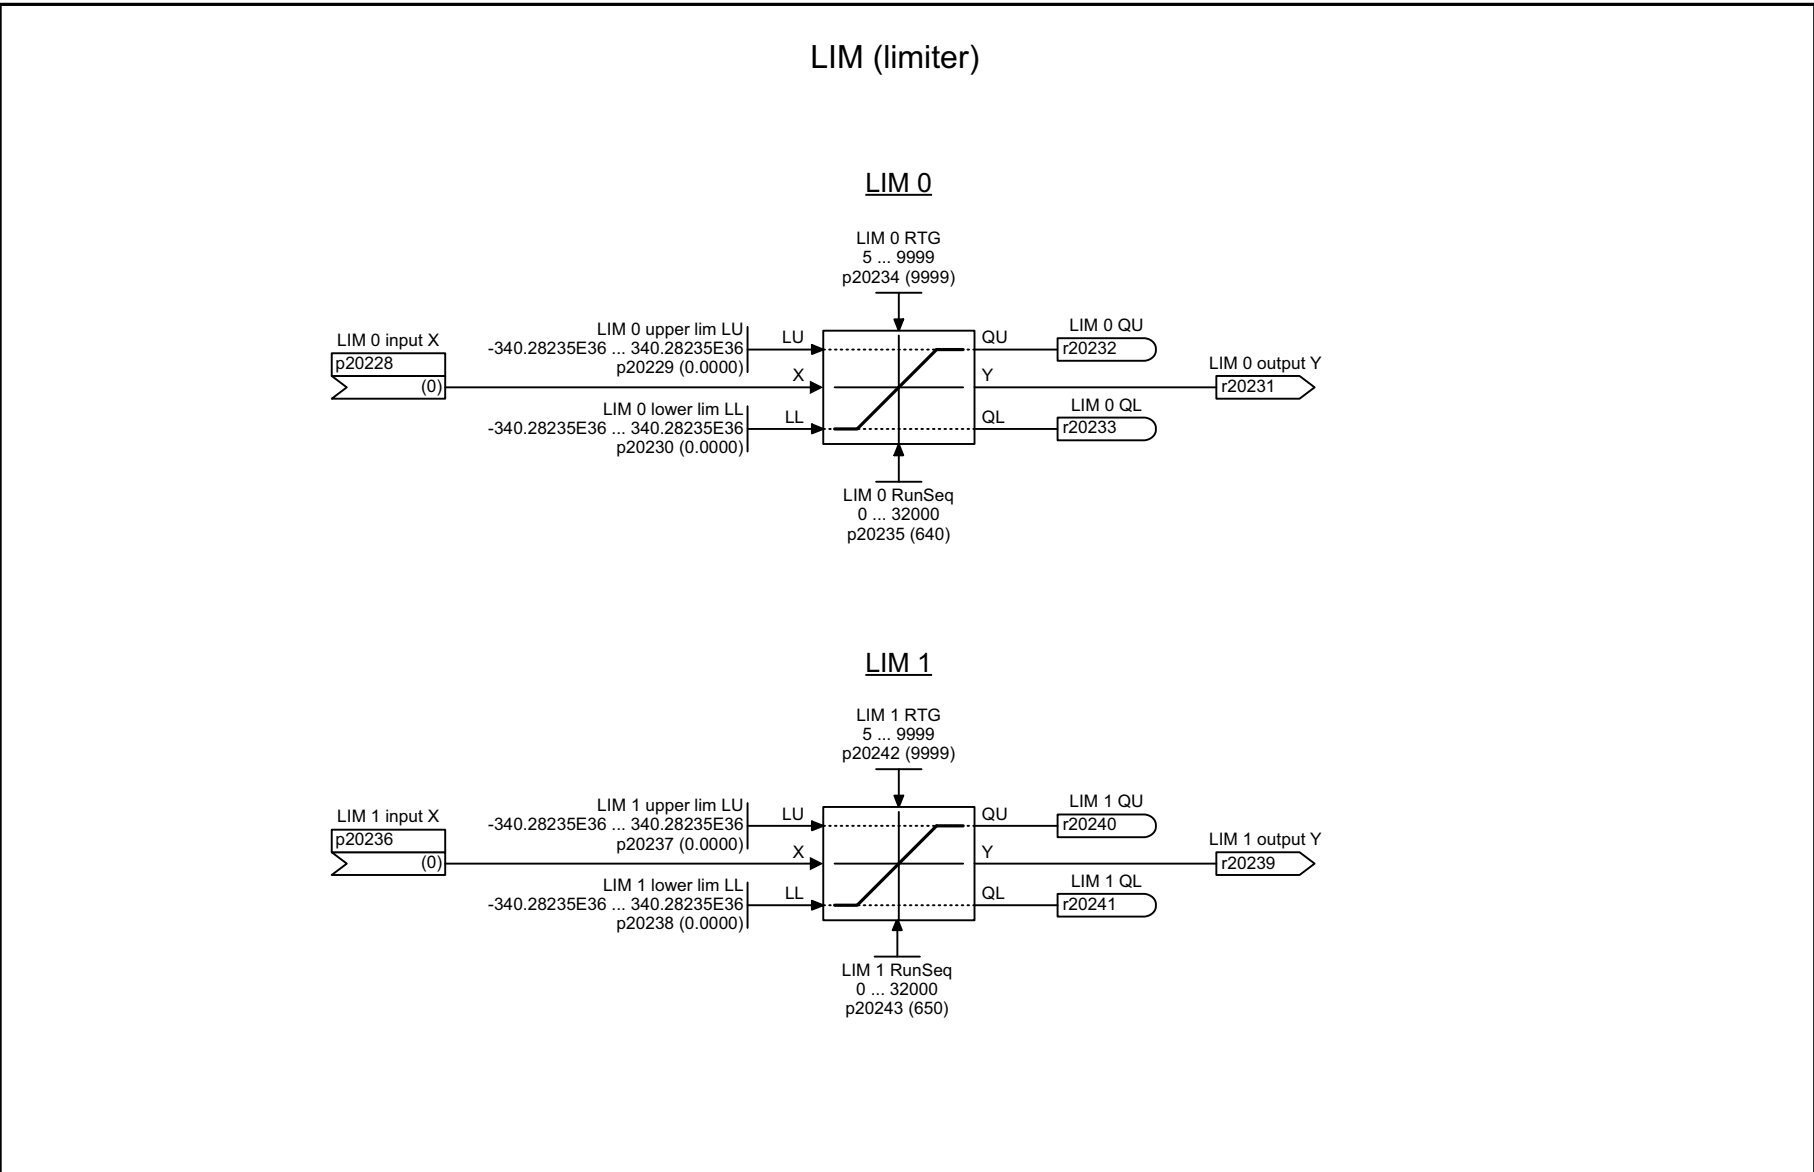 LIM (limiter)
LIM 0
LIM 0 RTG
5 ... 9999
p20234 (9999)
LIM 0 input X
p20228
(0)
LIM 0 upper lim LU
-340.28235E36 ... 340.28235E36
p20229 (0.0000)
LIM 0 lower lim LL
-340.28235E36 ... 340.28235E36
p20230 (0.0000)
LU
X
LL
QU
Y
QL
LIM 0 QU
r20232
LIM 0 output Y
r20231
LIM 0 QL
r20233
LIM 0 RunSeq
0 ... 32000
p20235 (640)
LIM 1
LIM 1 RTG
5 ... 9999
p20242 (9999)
LIM 1 input X
p20236
(0)
LIM 1 upper lim LU
-340.28235E36 ... 340.28235E36
p20237 (0.0000)
LIM 1 lower lim LL
-340.28235E36 ... 340.28235E36
p20238 (0.0000)
LU
X
LL
QU
Y
QL
LIM 1 QU
r20240
LIM 1 output Y
r20239
LIM 1 QL
r20241
LIM 1 RunSeq
0 ... 32000
p20243 (650)